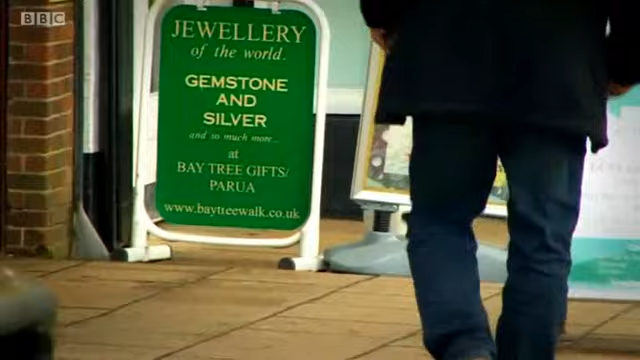 BBC
JEWELLERY
of the world.
GEMSTONE
AND
SILVER
and so much more...
at
BAY TREE GIFTS/
PARUA
www.baytreewalk.co.uk